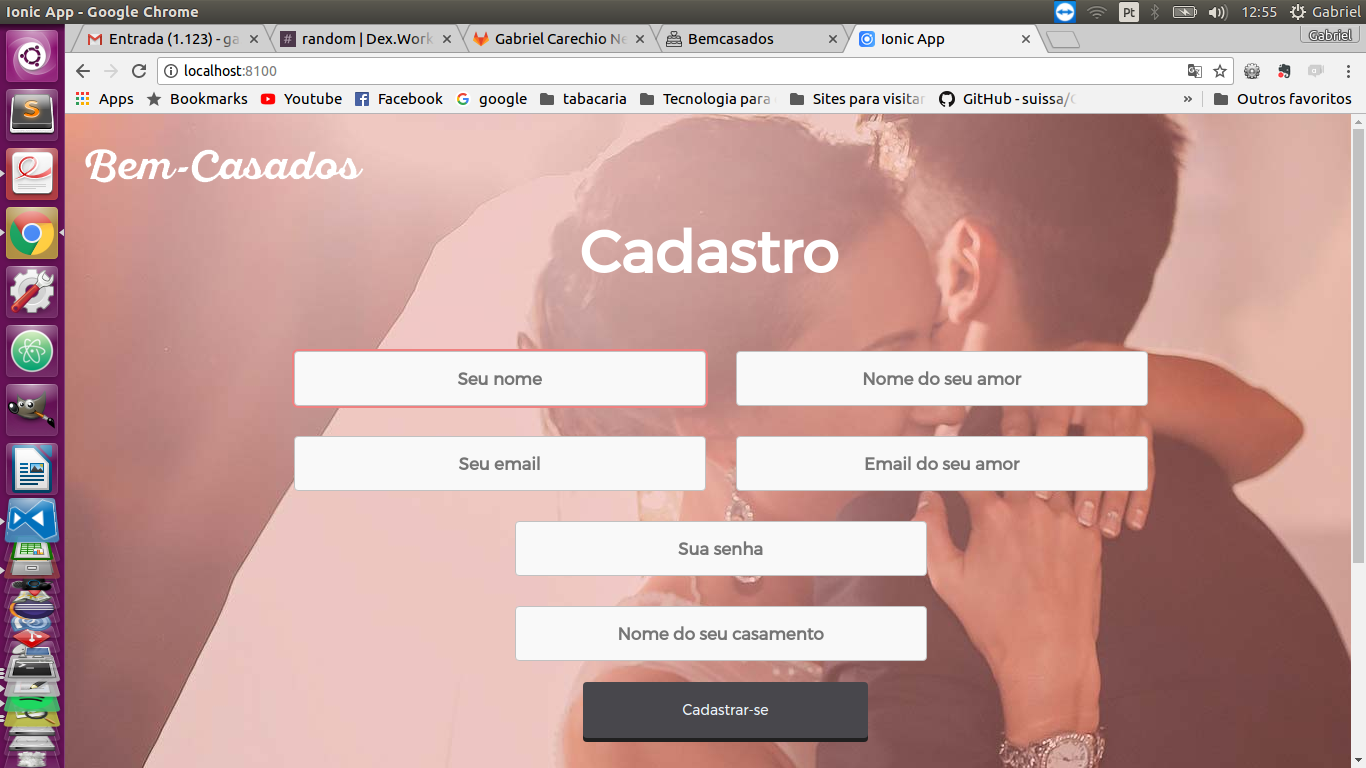 Ionic App - Google Chrome
Pt
12:55
Gabriel
Entrada (1.123) - ga
random | Dex.Work
Gabriel Carechio Ne
Bemcasados
Ionic App
Gabriel
localhost:8100
Apps
Bookmarks
Youtube
Facebook
google
tabacaria
Tecnologia para
Sites para visitar
GitHub - suissa/
»
Outros favoritos
Bem-Casados
Cadastro
Seu nome
Nome do seu amor
Seu email
Email do seu amor
Sua senha
Nome do seu casamento
Cadastrar-se